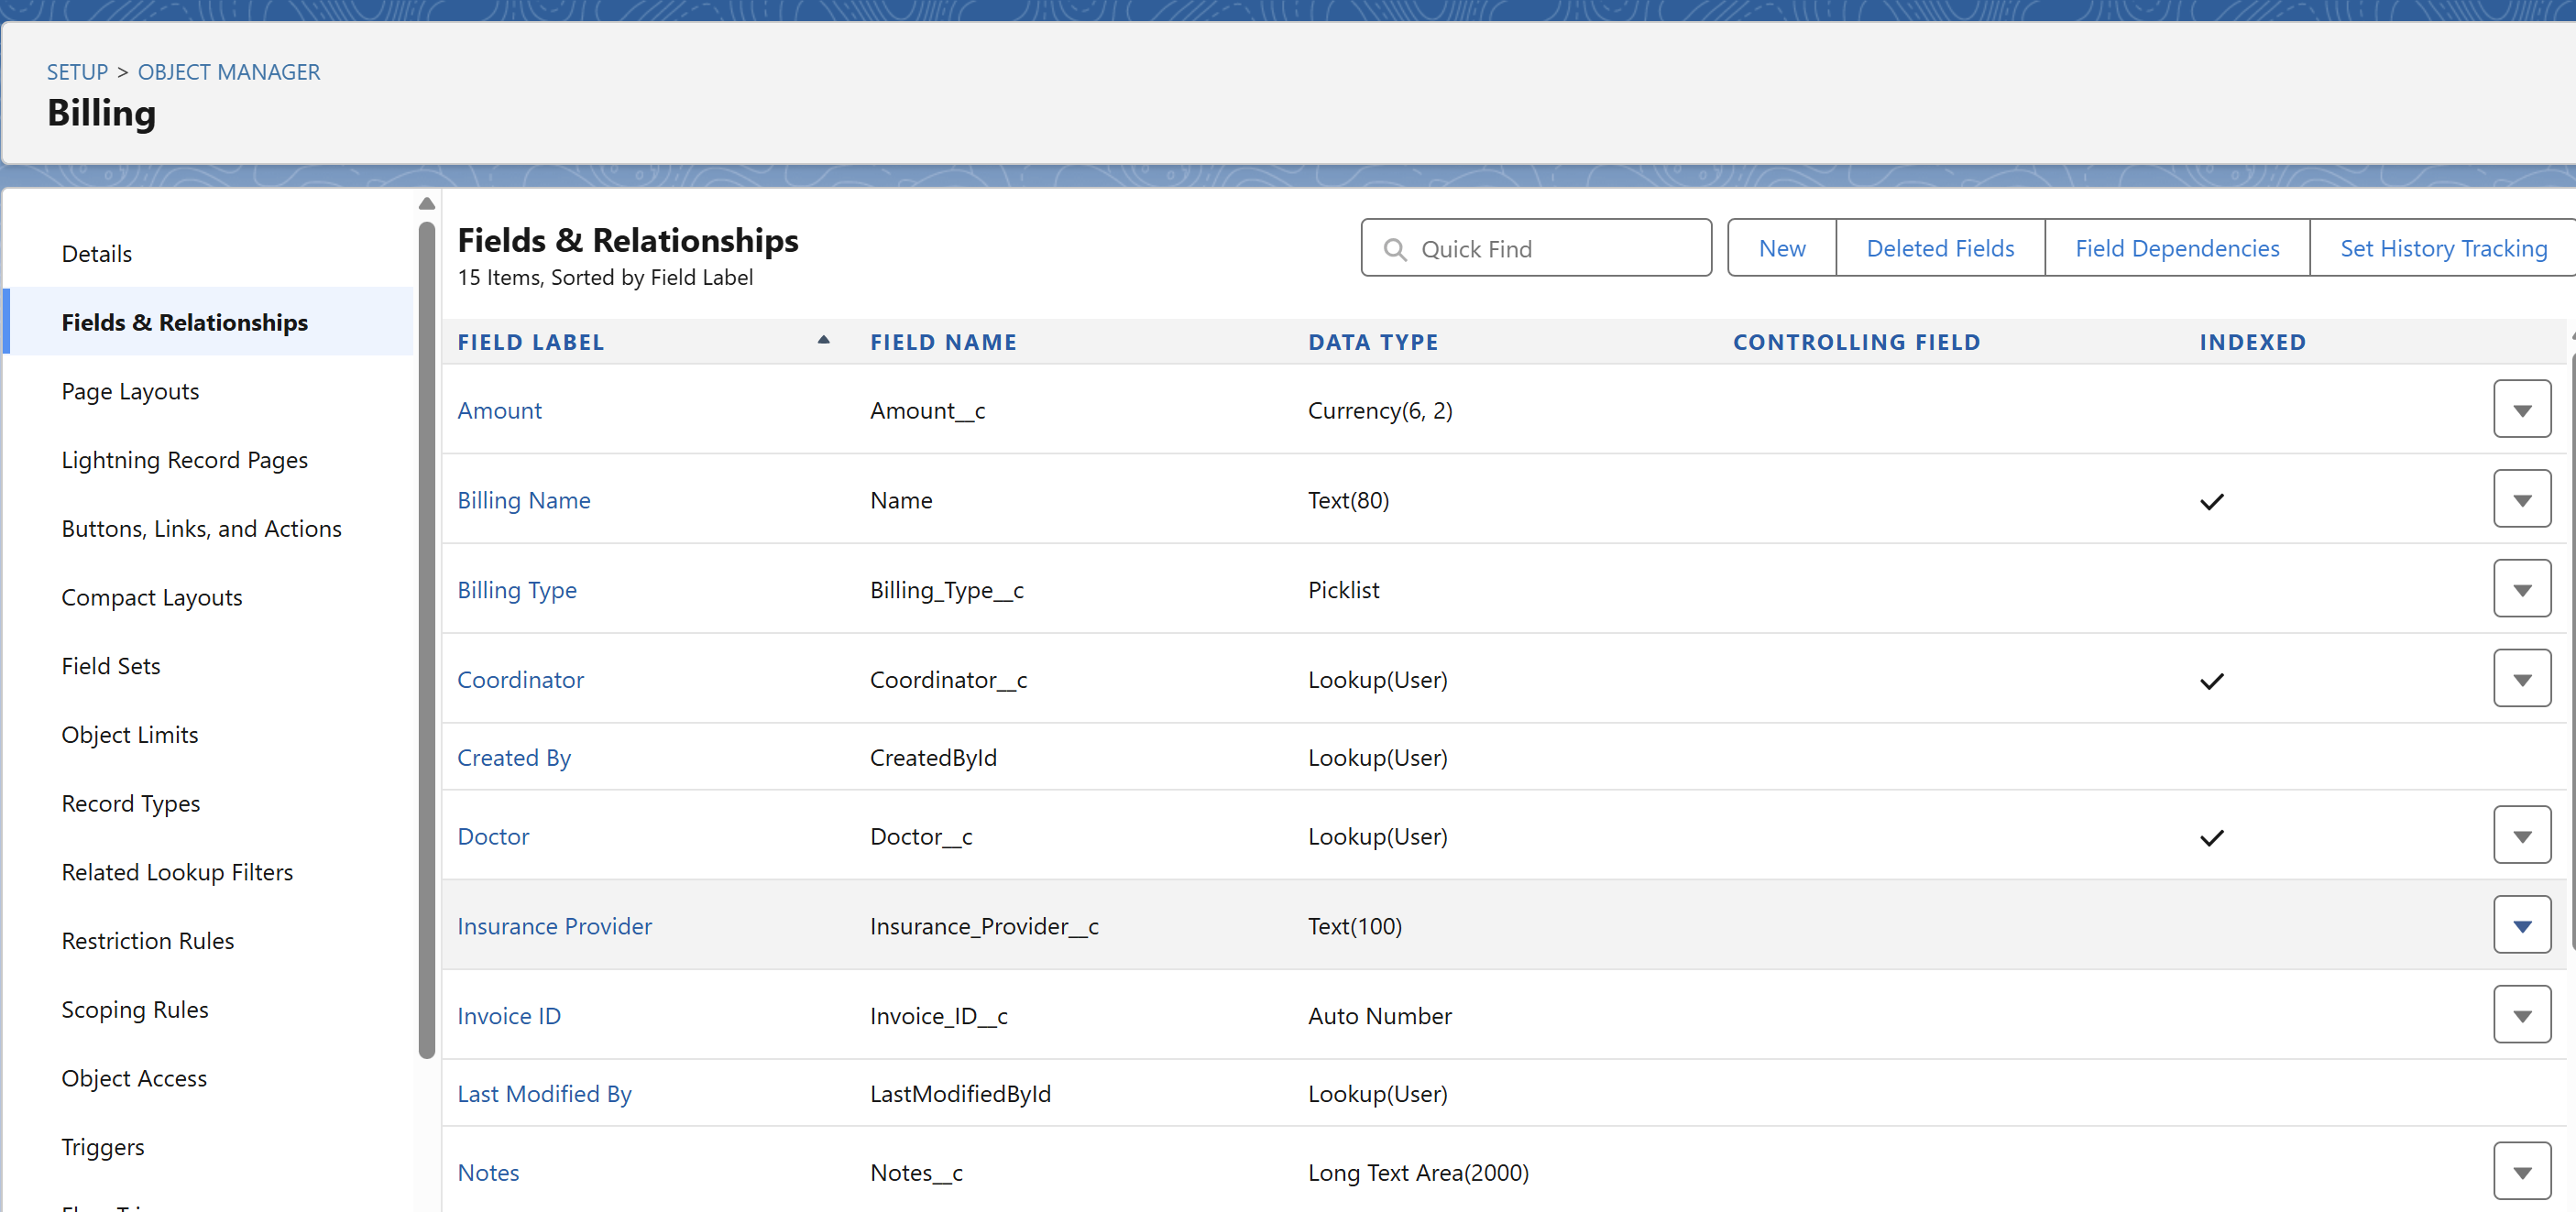 SETUP > OBJECT MANAGER
Billing
Details
Fields & Relationships
Page Layouts
Lightning Record Pages
Buttons, Links, and Actions
Compact Layouts
Field Sets
Object Limits
Record Types
Related Lookup Filters
Restriction Rules
Scoping Rules
Object Access
Triggers
Fields & Relationships
15 Items, Sorted by Field Label
Quick Find
New
Deleted Fields
Field Dependencies
Set History Tracking
FIELD LABEL FIELD NAME DATA TYPE CONTROLLING FIELD INDEXED
Amount Amount__c Currency(6, 2)
Billing Name Name Text(80)
Billing Type Billing_Type__c Picklist
Coordinator Coordinator__c Lookup(User)
Created By CreatedById Lookup(User)
Doctor Doctor__c Lookup(User)
Insurance Provider Insurance_Provider__c Text(100)
Invoice ID Invoice_ID__c Auto Number
Last Modified By LastModifiedById Lookup(User)
Notes Notes__c Long Text Area(2000)